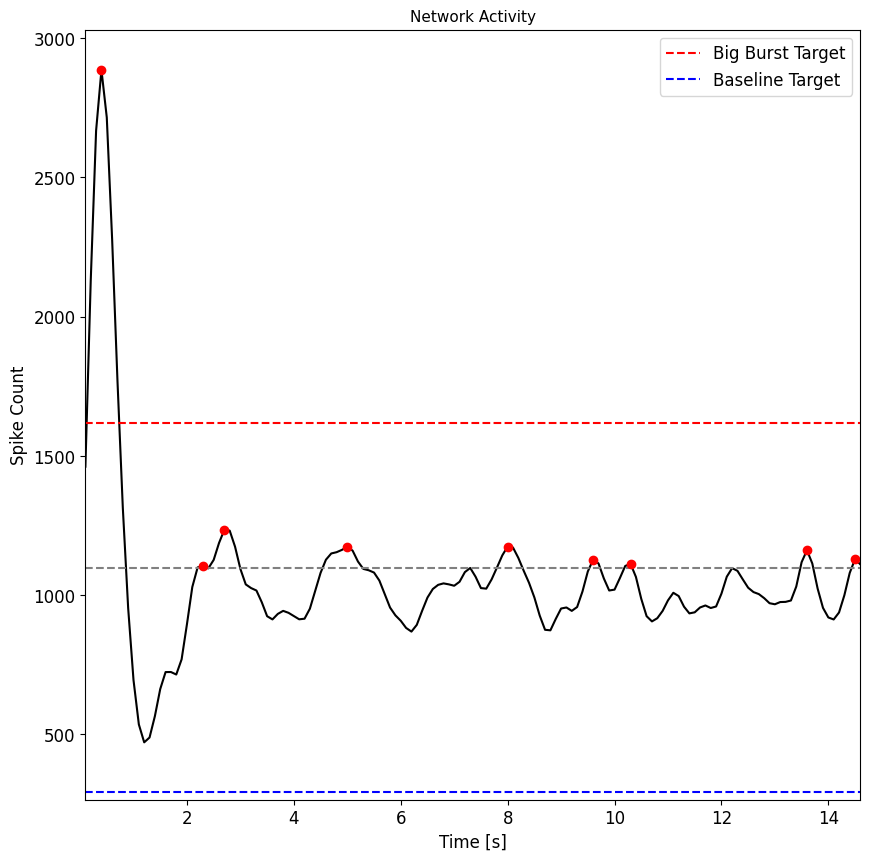 Network Activity
Big Burst Target
Baseline Target
3000
2500
2000
1500
1000
500
Spike Count
2 4 6 8 10 12 14
Time [s]